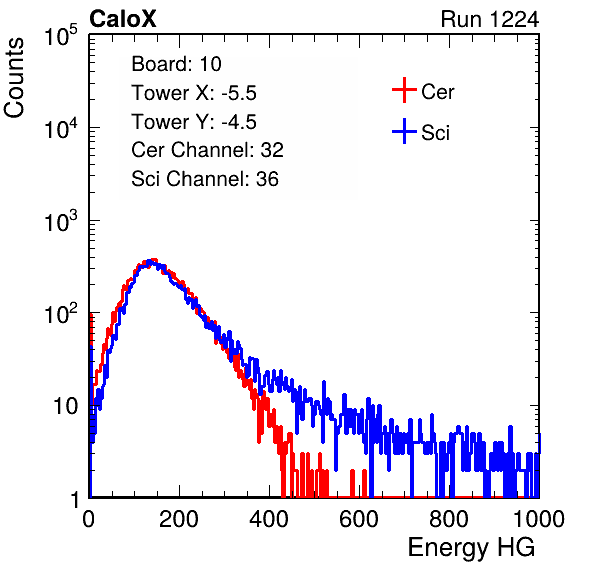 CaloX Run 1224
Counts
10^5
10^4
10^3
10^2
10
1
Board: 10
Tower X: -5.5
Tower Y: -4.5
Cer Channel: 32
Sci Channel: 36
Cer
Sci
0 200 400 600 800 1000
Energy HG